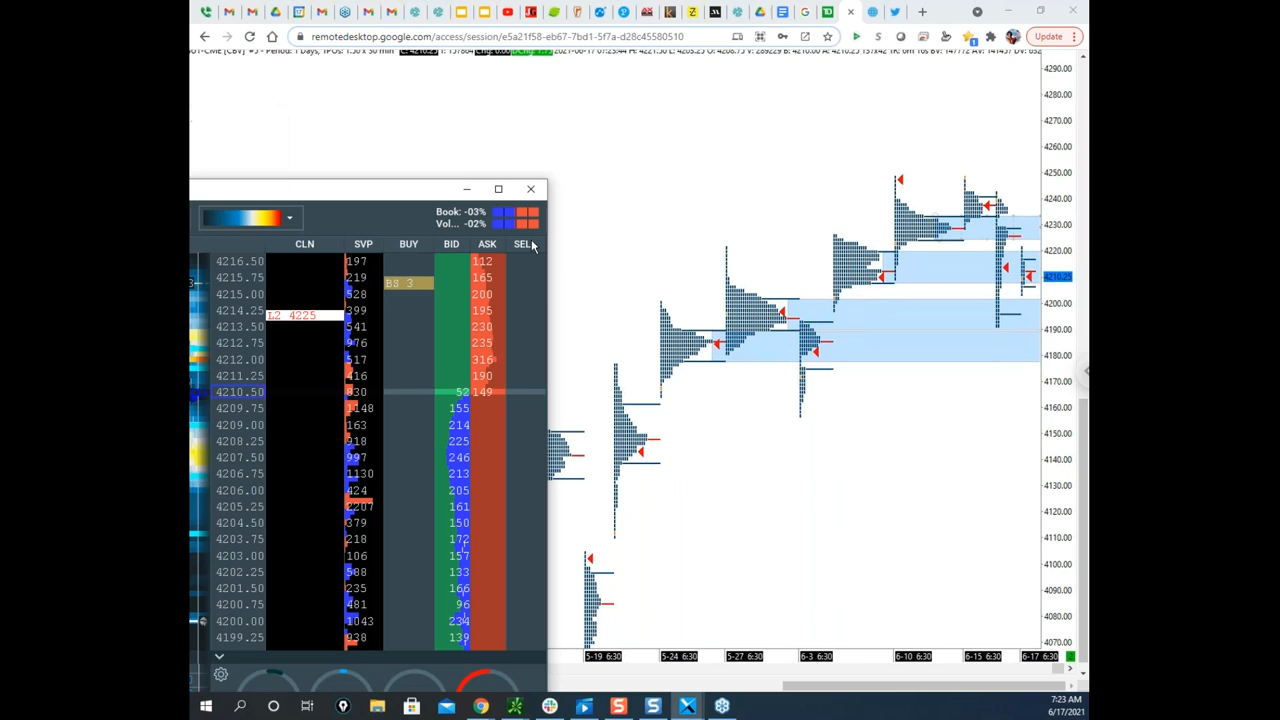 Update
remotedesktop.google.com/access/session/e5a21f58-eb67-7bd1-5f7a-d28c45580510
4290.00
4280.00
4270.00
4260.00
4250.00
4240.00
4230.00
4220.00
4210.25
4200.00
4190.00
4180.00
4170.00
4160.00
4150.00
4140.00
4130.00
4120.00
4110.00
4100.00
4090.00
4080.00
4070.00
Book: -03%
Vol... -02%
CLN SVP BUY BID ASK SEL
4216.50 197 112
4215.75 219 BS 3 165
4215.00 528 200
4214.25 L2 4225 399 195
4213.50 541 230
4212.75 976 235
4212.00 517 316
4211.25 416 190
4210.50 830 52 149
4209.75 1148 155
4209.00 163 214
4208.25 918 225
4207.50 997 246
4206.75 1130 213
4206.00 424 205
4205.25 2207 161
4204.50 379 150
4203.75 218 172
4203.00 106 157
4202.25 588 133
4201.50 235 166
4200.75 481 96
4200.00 1043 234
4199.25 938 139
5-19 6:30 5-24 6:30 5-27 6:30 6-3 6:30 6-10 6:30 6-15 6:30 6-17 6:30
7:23 AM
6/17/2021